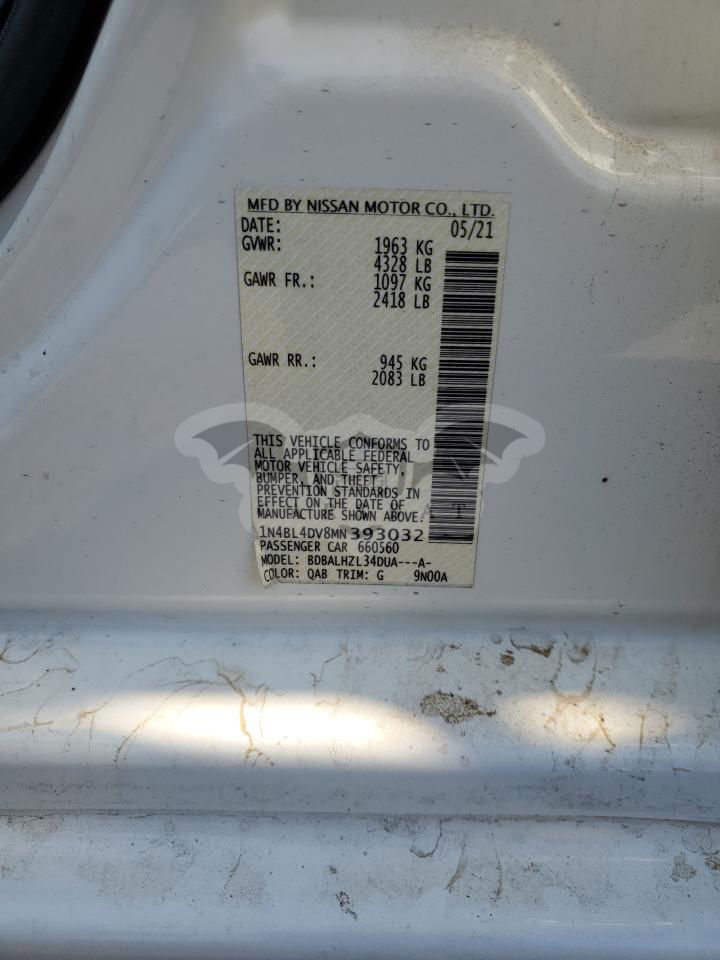 MFD BY NISSAN MOTOR CO., LTD.
DATE: 05/21
GVWR: 1963 KG
4328 LB
GAWR FR.: 1097 KG
2418 LB
GAWR RR.: 945 KG
2083 LB
THIS VEHICLE CONFORMS TO
ALL APPLICABLE FEDERAL
MOTOR VEHICLE SAFETY,
BUMPER, AND THEFT
PREVENTION STANDARDS IN
EFFECT ON THE DATE OF
MANUFACTURE SHOWN ABOVE.
1N4BL4DV8MN393032
PASSENGER CAR 660560
MODEL: BDBALHZL34DUA---A-
COLOR: QAB TRIM: G 9N00A